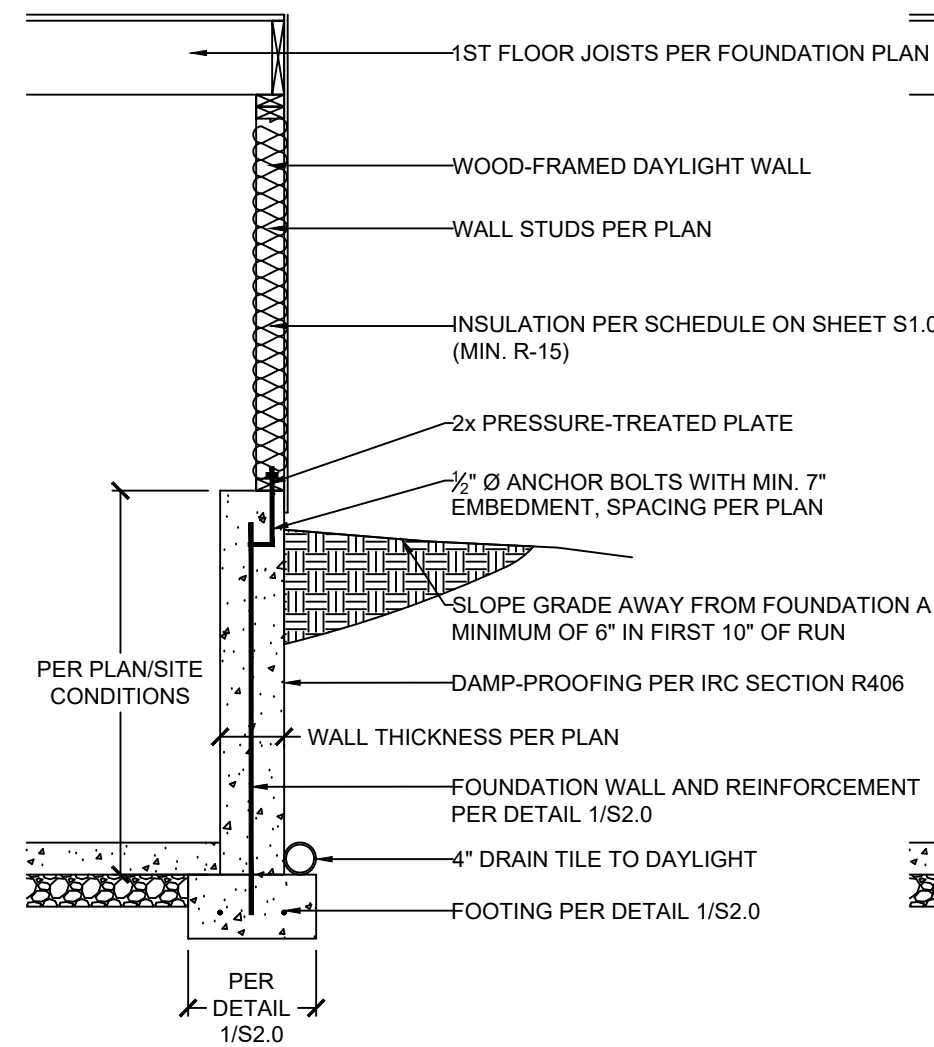 1ST FLOOR JOISTS PER FOUNDATION PLAN
WOOD-FRAMED DAYLIGHT WALL
WALL STUDS PER PLAN
INSULATION PER SCHEDULE ON SHEET S1.0
(MIN. R-15)
2x PRESSURE-TREATED PLATE
½" Ø ANCHOR BOLTS WITH MIN. 7"
EMBEDMENT, SPACING PER PLAN
SLOPE GRADE AWAY FROM FOUNDATION A
MINIMUM OF 6" IN FIRST 10" OF RUN
PER PLAN/SITE
CONDITIONS
DAMP-PROOFING PER IRC SECTION R406
WALL THICKNESS PER PLAN
FOUNDATION WALL AND REINFORCEMENT
PER DETAIL 1/S2.0
4" DRAIN TILE TO DAYLIGHT
FOOTING PER DETAIL 1/S2.0
PER
DETAIL
1/S2.0